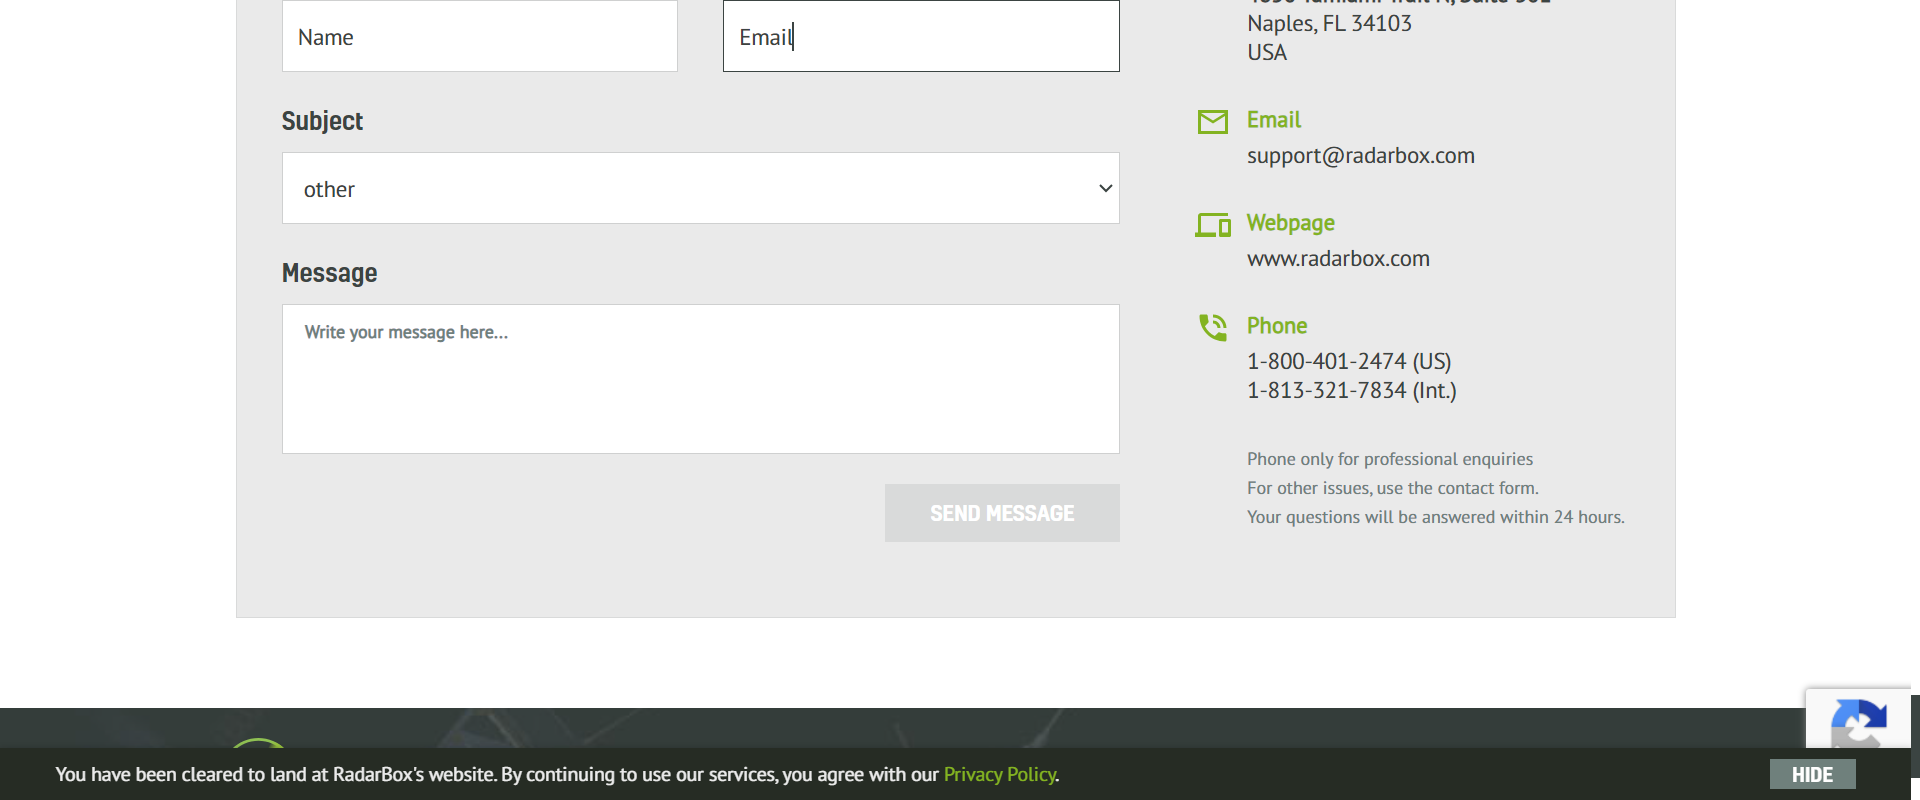 Name
Email
Subject
other
Message
Write your message here...
SEND MESSAGE
Naples, FL 34103
USA
Email
support@radarbox.com
Webpage
www.radarbox.com
Phone
1-800-401-2474 (US)
1-813-321-7834 (Int.)
Phone only for professional enquiries
For other issues, use the contact form.
Your questions will be answered within 24 hours.
You have been cleared to land at RadarBox's website. By continuing to use our services, you agree with our Privacy Policy.
HIDE